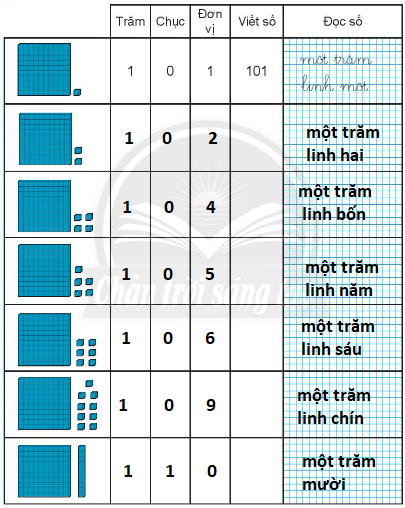 Trăm Chục Đơn vị Viết số Đọc số
1 0 1 101 một trăm
linh một
1 0 2 một trăm
linh hai
1 0 4 một trăm
linh bốn
1 0 5 một trăm
linh năm
1 0 6 một trăm
linh sáu
1 0 9 một trăm
linh chín
1 1 0 một trăm
mười
Chân trời sáng